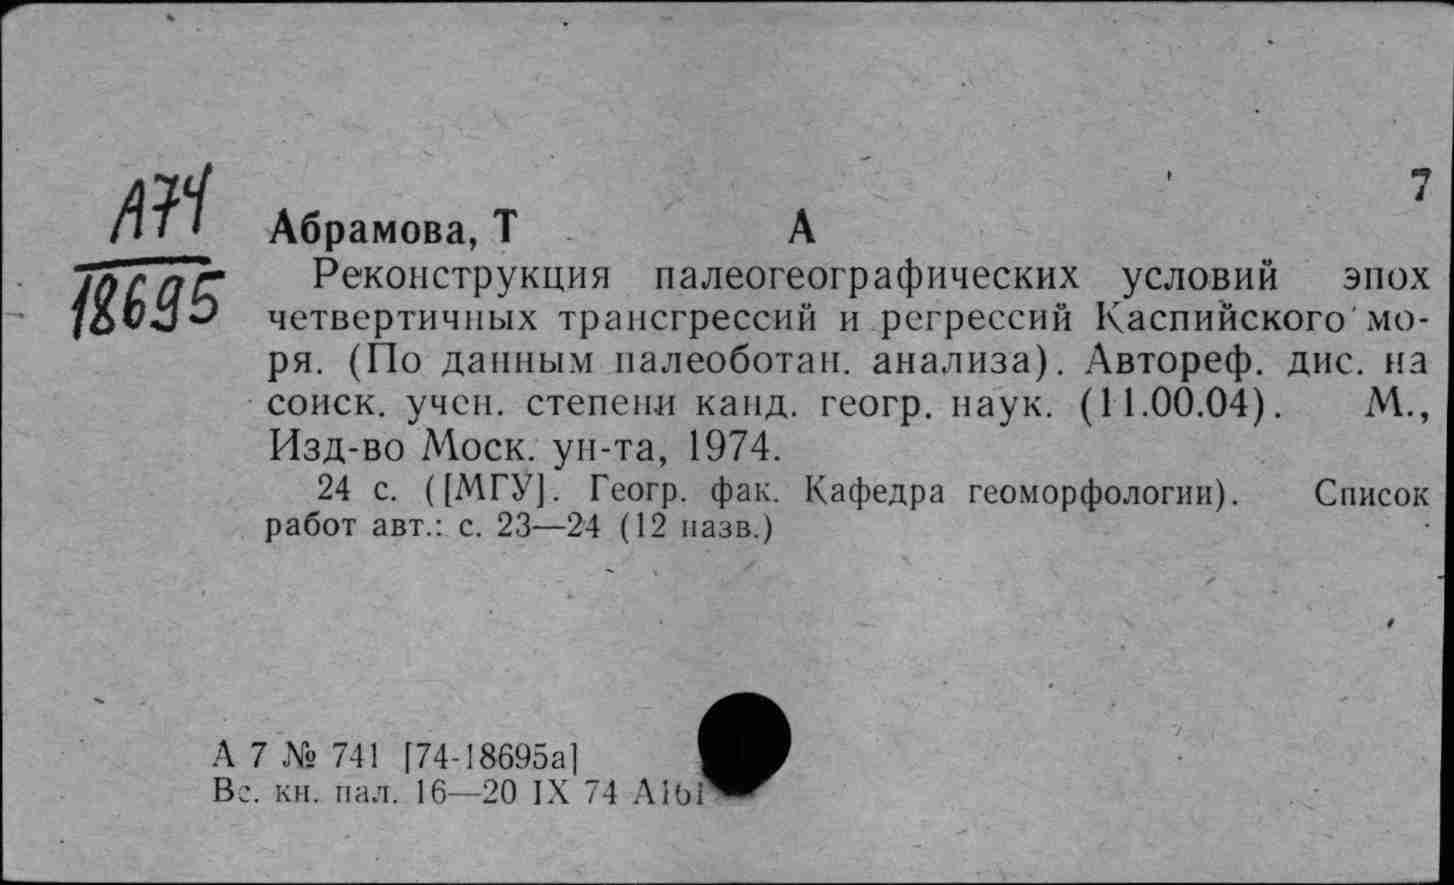 7
А74
18695
Абрамова, Т А
Реконструкция палеогеографических условий эпох
четвертичных трансгрессий и регрессий Каспийского мо-
ря. (По данным палеоботан. анализа). Автореф. дис. на
соиск. учен. степени канд. геогр. наук. (11.00.04). М.,
Изд-во Моск. ун-та, 1974.
24 с. ([МГУ]. Геогр. фак. Кафедра геоморфологии). Список
работ авт.: с. 23—24 (12 назв.)
А 7 № 741 [74-18695а]
Вс. кн. пал. 16—20 IX 74